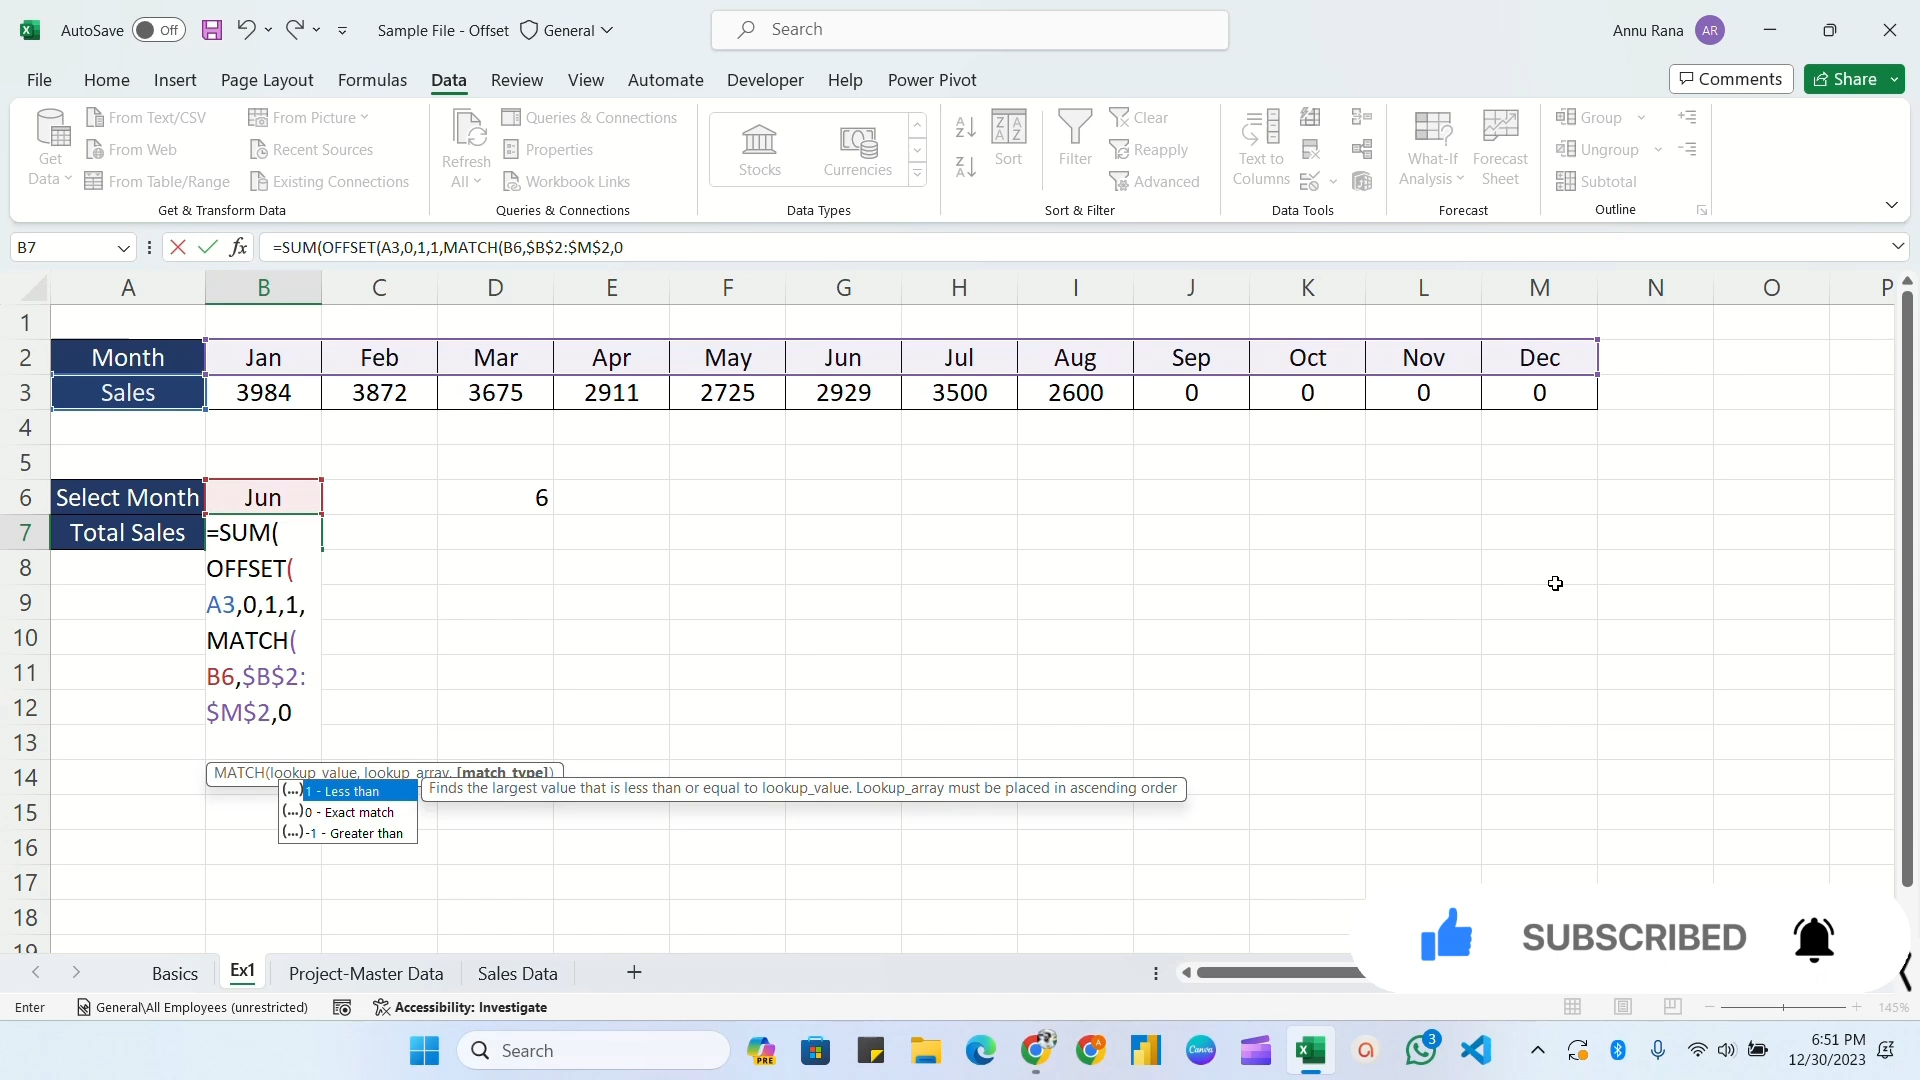 AutoSave Off Sample File - Offset General Search Annu Rana AR
File Home Insert Page Layout Formulas Data Review View Automate Developer Help Power Pivot Comments Share
Get Data
From Text/CSV
From Web
From Table/Range
From Picture
Recent Sources
Existing Connections
Get & Transform Data
Refresh All
Queries & Connections
Properties
Workbook Links
Queries & Connections
Stocks
Currencies
Data Types
Sort
Filter
Clear
Reapply
Advanced
Sort & Filter
Text to Columns
Data Tools
What-If Analysis
Forecast Sheet
Forecast
Group
Ungroup
Subtotal
Outline
B7 fx =SUM(OFFSET(A3,0,1,1,MATCH(B6,$B$2:$M$2,0
A B C D E F G H I J K L M N O P
1
2 Month Jan Feb Mar Apr May Jun Jul Aug Sep Oct Nov Dec
3 Sales 3984 3872 3675 2911 2725 2929 3500 2600 0 0 0 0
4
5
6 Select Month Jun 6
7 Total Sales =SUM(
8 OFFSET(
9 A3,0,1,1,
10 MATCH(
11 B6,$B$2:
12 $M$2,0
13
14 MATCH(lookup_value, lookup_array, [match_type])
(...) 1 - Less than Finds the largest value that is less than or equal to lookup_value. Lookup_array must be placed in ascending order
15 (...) 0 - Exact match
(...) -1 - Greater than
16
17
18
SUBSCRIBED
19
Basics Ex1 Project-Master Data Sales Data
Enter General\All Employees (unrestricted) Accessibility: Investigate 145%
Search PRE Canva 3 6:51 PM
12/30/2023